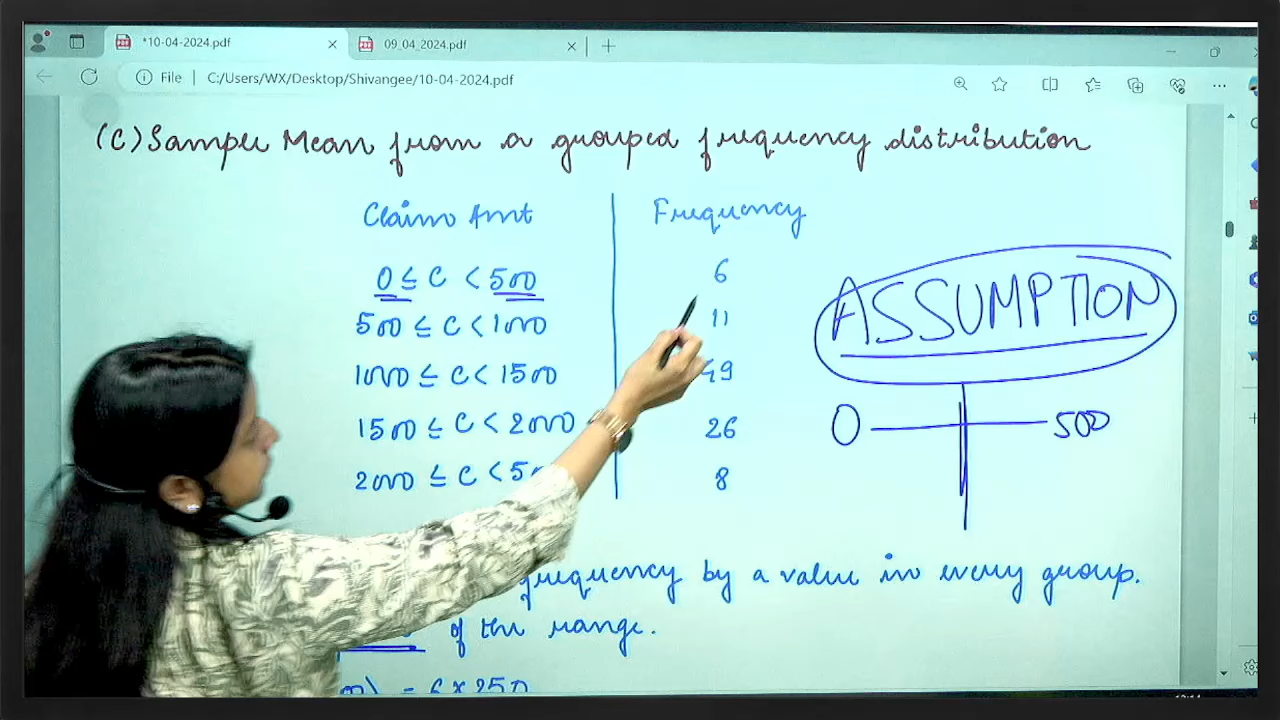 *10-04-2024.pdf
09_04_2024.pdf
File | C:/Users/WX/Desktop/Shivangee/10-04-2024.pdf
(C) Sample Mean from a grouped frequency distribution
Claim Amt Frequency
0 ≤ C < 500 6
500 ≤ C < 1000 11
1000 ≤ C < 1500 49
1500 ≤ C < 2000 26
2000 ≤ C < 8
ASSUMPTION
0 500
frequency by a value in every group.
of the range.
= 6 x 250